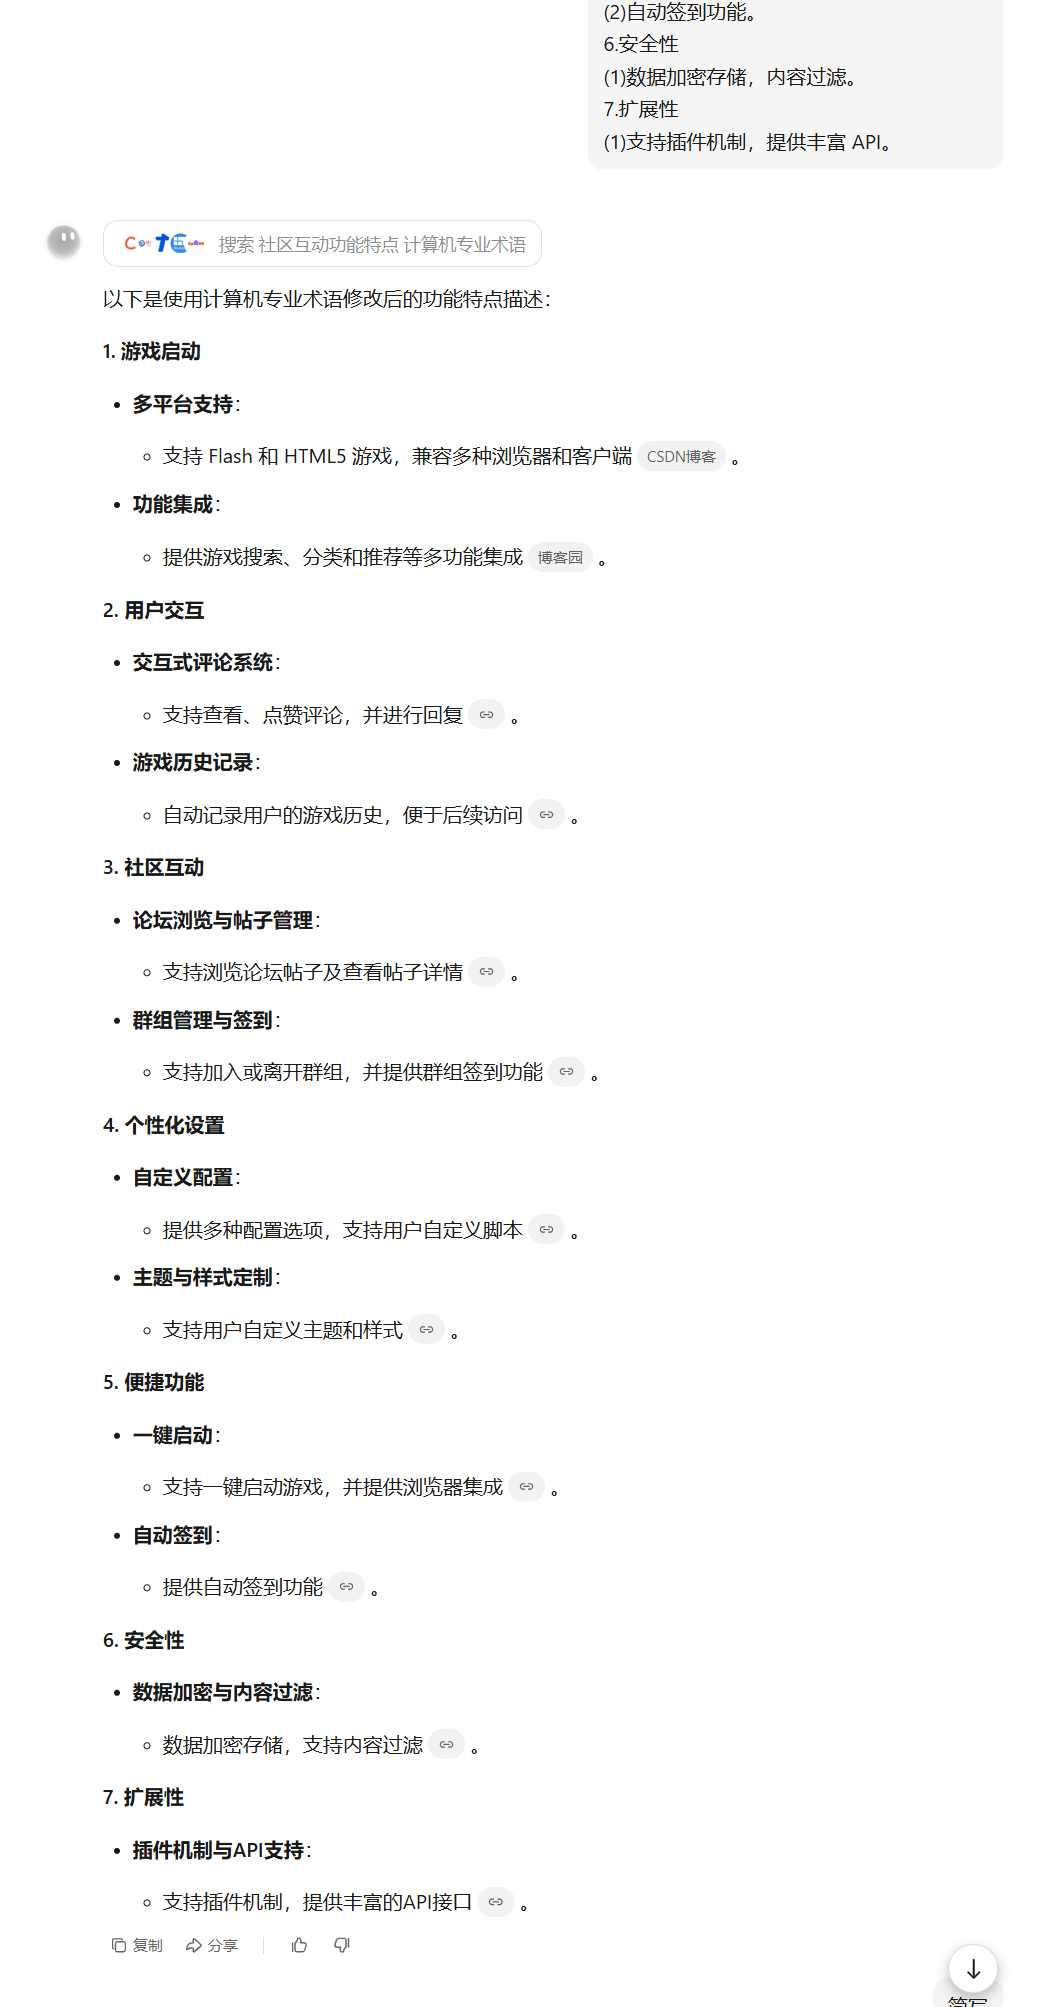 (2)自动签到功能。
6.安全性
(1)数据加密存储，内容过滤。
7.扩展性
(1)支持插件机制，提供丰富 API。
搜索 社区互动功能特点 计算机专业术语
以下是使用计算机专业术语修改后的功能特点描述：
1. 游戏启动
• 多平台支持：
◦ 支持 Flash 和 HTML5 游戏，兼容多种浏览器和客户端 CSDN博客 。
• 功能集成：
◦ 提供游戏搜索、分类和推荐等多功能集成 博客园 。
2. 用户交互
• 交互式评论系统：
◦ 支持查看、点赞评论，并进行回复 。
• 游戏历史记录：
◦ 自动记录用户的游戏历史，便于后续访问 。
3. 社区互动
• 论坛浏览与帖子管理：
◦ 支持浏览论坛帖子及查看帖子详情 。
• 群组管理与签到：
◦ 支持加入或离开群组，并提供群组签到功能 。
4. 个性化设置
• 自定义配置：
◦ 提供多种配置选项，支持用户自定义脚本 。
• 主题与样式定制：
◦ 支持用户自定义主题和样式 。
5. 便捷功能
• 一键启动：
◦ 支持一键启动游戏，并提供浏览器集成 。
• 自动签到：
◦ 提供自动签到功能 。
6. 安全性
• 数据加密与内容过滤：
◦ 数据加密存储，支持内容过滤 。
7. 扩展性
• 插件机制与API支持：
◦ 支持插件机制，提供丰富的API接口 。
复制 分享